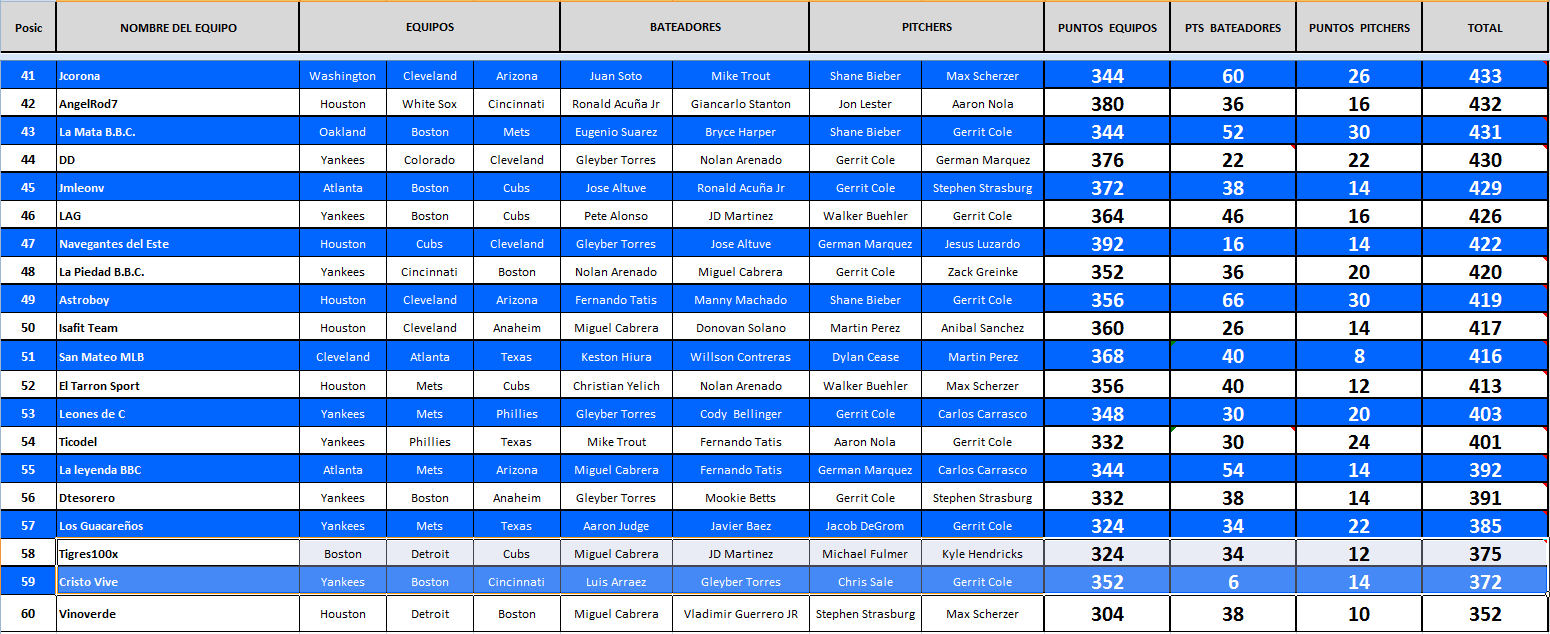 Posic NOMBRE DEL EQUIPO EQUIPOS BATEADORES PITCHERS PUNTOS EQUIPOS PTS BATEADORES PUNTOS PITCHERS TOTAL
41 Jcorona Washington Cleveland Arizona Juan Soto Mike Trout Shane Bieber Max Scherzer 344 60 26 433
42 AngelRod7 Houston White Sox Cincinnati Ronald Acuña Jr Giancarlo Stanton Jon Lester Aaron Nola 380 36 16 432
43 La Mata B.B.C. Oakland Boston Mets Eugenio Suarez Bryce Harper Shane Bieber Gerrit Cole 344 52 30 431
44 DD Yankees Colorado Cleveland Gleyber Torres Nolan Arenado Gerrit Cole German Marquez 376 22 22 430
45 Jmleonv Atlanta Boston Cubs Jose Altuve Ronald Acuña Jr Gerrit Cole Stephen Strasburg 372 38 14 429
46 LAG Yankees Boston Cubs Pete Alonso JD Martinez Walker Buehler Gerrit Cole 364 46 16 426
47 Navegantes del Este Houston Cubs Cleveland Gleyber Torres Jose Altuve German Marquez Jesus Luzardo 392 16 14 422
48 La Piedad B.B.C. Yankees Cincinnati Boston Nolan Arenado Miguel Cabrera Gerrit Cole Zack Greinke 352 36 20 420
49 Astroboy Houston Cleveland Arizona Fernando Tatis Manny Machado Shane Bieber Gerrit Cole 356 66 30 419
50 Isafit Team Houston Cleveland Anaheim Miguel Cabrera Donovan Solano Martin Perez Anibal Sanchez 360 26 14 417
51 San Mateo MLB Cleveland Atlanta Texas Keston Hiura Willson Contreras Dylan Cease Martin Perez 368 40 8 416
52 El Tarron Sport Houston Mets Cubs Christian Yelich Nolan Arenado Walker Buehler Max Scherzer 356 40 12 413
53 Leones de C Yankees Mets Phillies Gleyber Torres Cody Bellinger Gerrit Cole Carlos Carrasco 348 30 20 403
54 Ticodel Yankees Phillies Texas Mike Trout Fernando Tatis Aaron Nola Gerrit Cole 332 30 24 401
55 La leyenda BBC Atlanta Mets Arizona Miguel Cabrera Fernando Tatis German Marquez Carlos Carrasco 344 54 14 392
56 Dtesorero Yankees Boston Anaheim Gleyber Torres Mookie Betts Gerrit Cole Stephen Strasburg 332 38 14 391
57 Los Guacareños Yankees Mets Texas Aaron Judge Javier Baez Jacob DeGrom Gerrit Cole 324 34 22 385
58 Tigres100x Boston Detroit Cubs Miguel Cabrera JD Martinez Michael Fulmer Kyle Hendricks 324 34 12 375
59 Cristo Vive Yankees Boston Cincinnati Luis Arraez Gleyber Torres Chris Sale Gerrit Cole 352 6 14 372
60 Vinoverde Houston Detroit Boston Miguel Cabrera Vladimir Guerrero JR Stephen Strasburg Max Scherzer 304 38 10 352